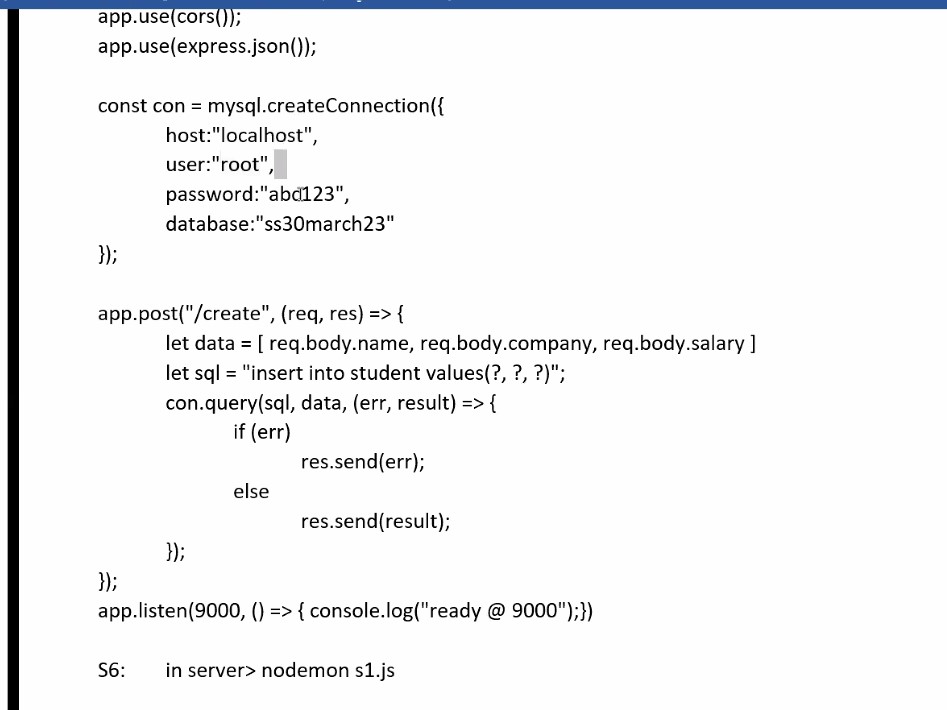 app.use(cors());
app.use(express.json());
const con = mysql.createConnection({
host:"localhost",
user:"root",
password:"abc123",
database:"ss30march23"
});
app.post("/create", (req, res) => {
let data = [ req.body.name, req.body.company, req.body.salary ]
let sql = "insert into student values(?, ?, ?)";
con.query(sql, data, (err, result) => {
if (err)
res.send(err);
else
res.send(result);
});
});
app.listen(9000, () => { console.log("ready @ 9000");})
S6: in server> nodemon s1.js